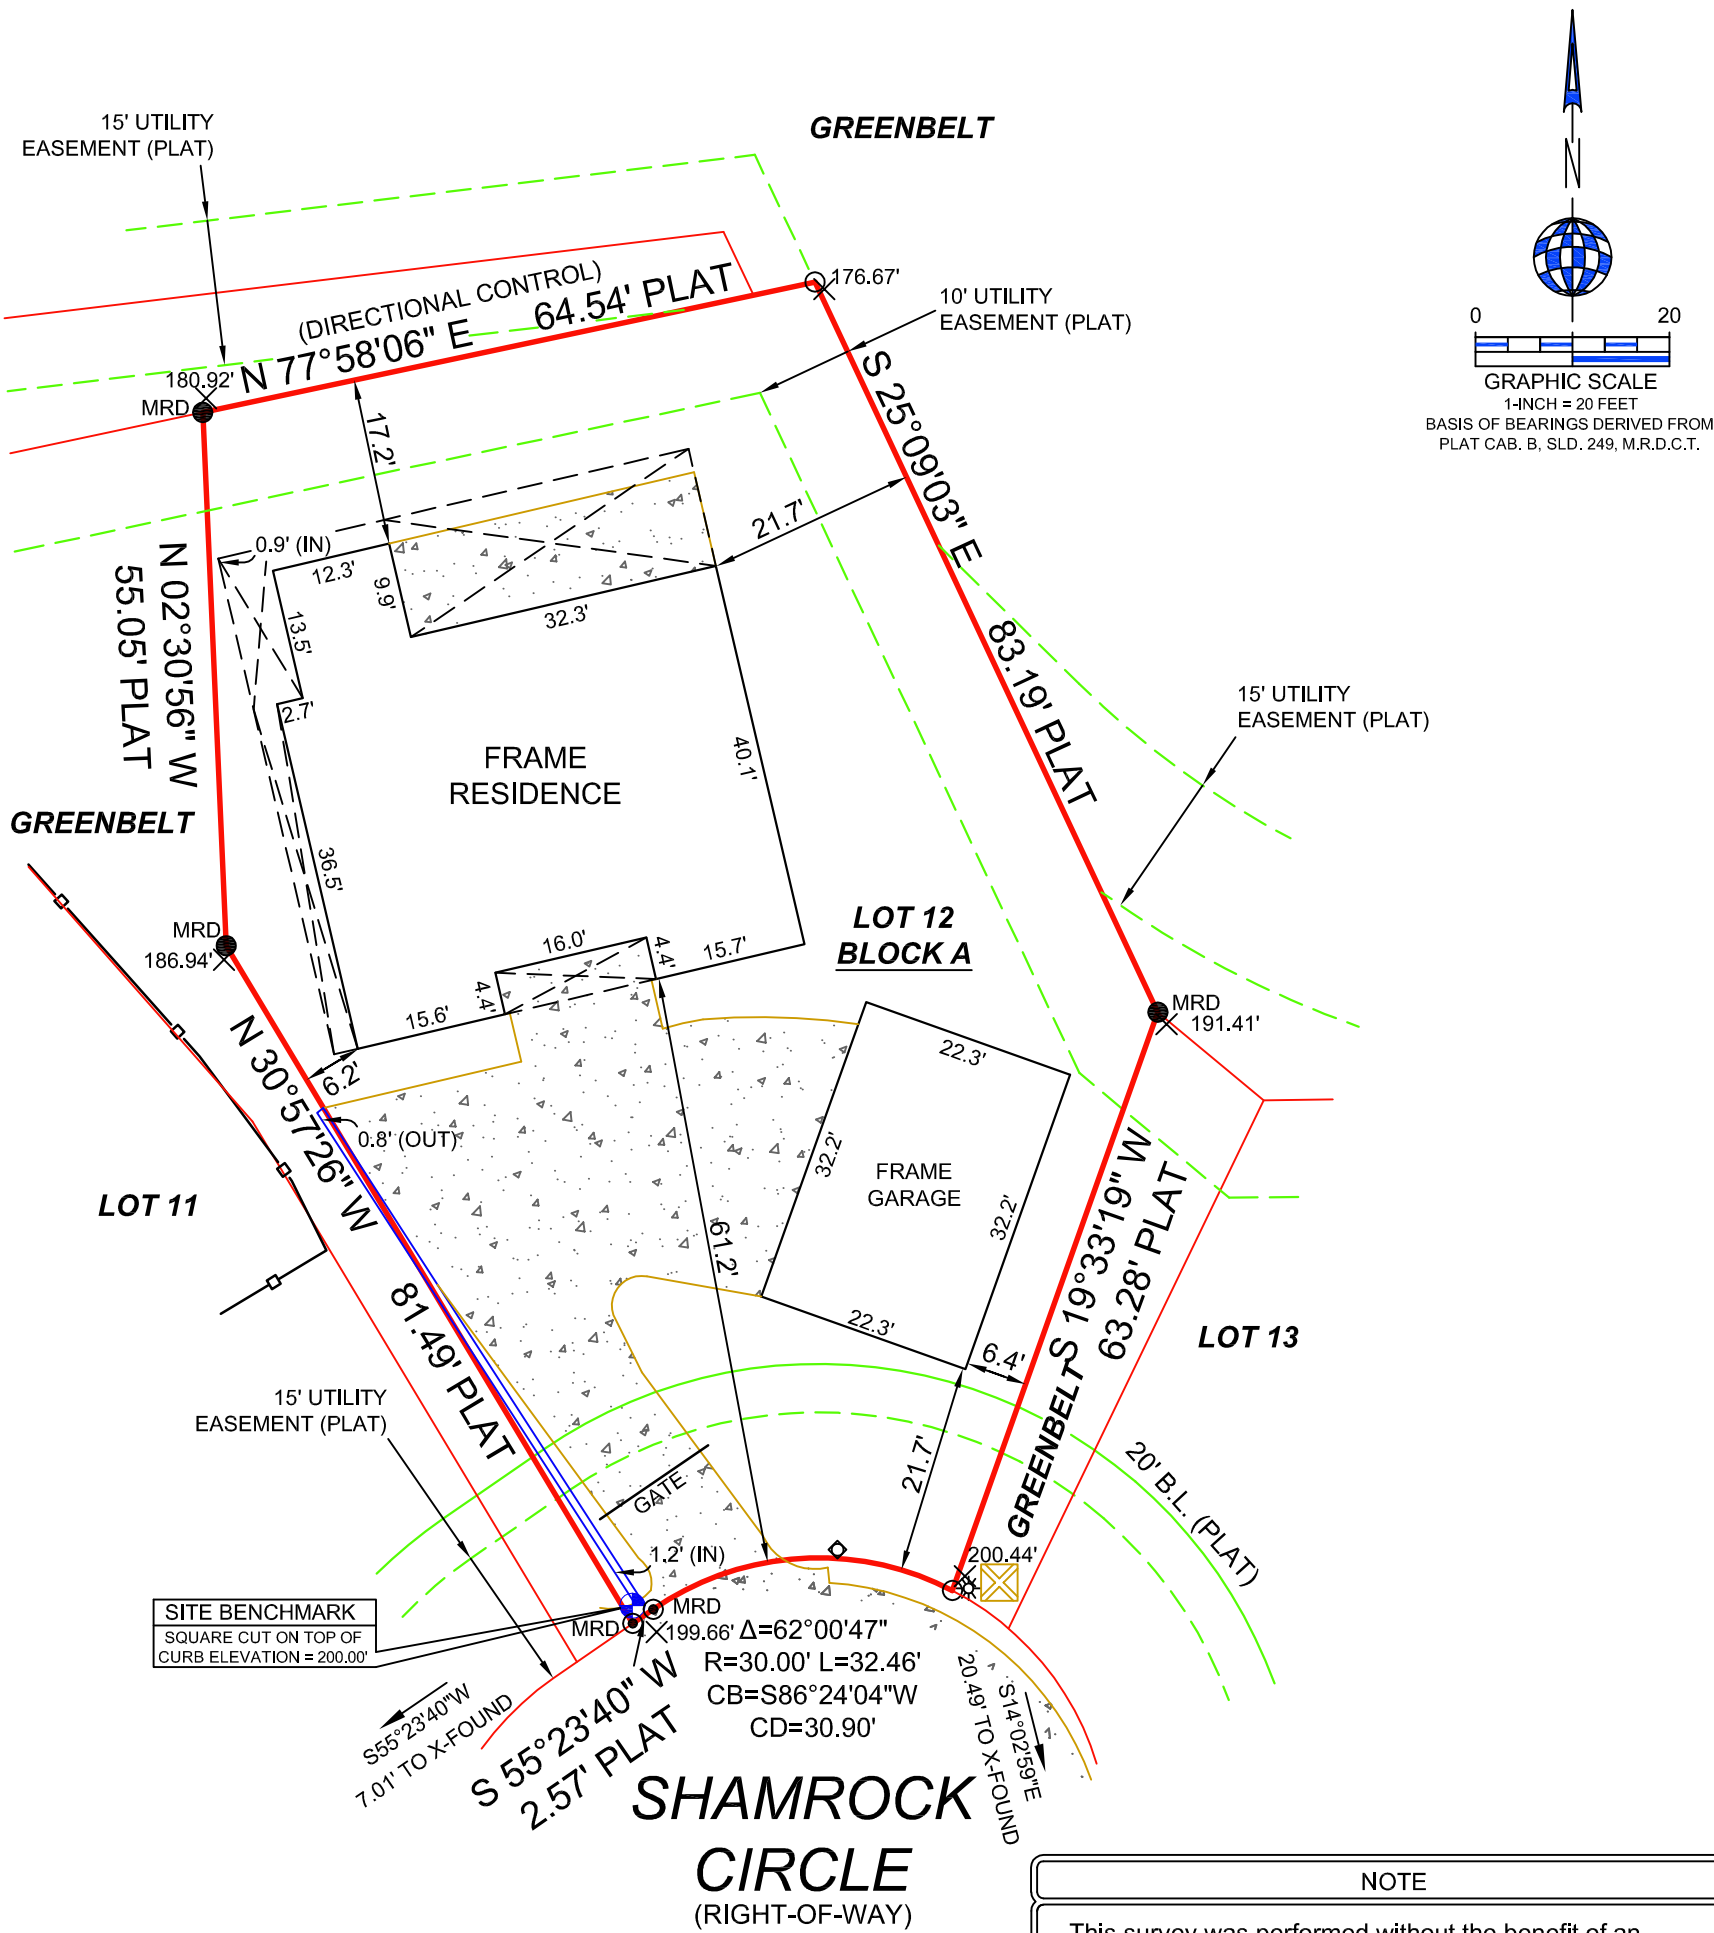 15' UTILITY
EASEMENT (PLAT)
GREENBELT
N
0 20
GRAPHIC SCALE
1-INCH = 20 FEET
BASIS OF BEARINGS DERIVED FROM
PLAT CAB. B, SLD. 249, M.R.D.C.T.
(DIRECTIONAL CONTROL)
N 77°58'06" E 64.54' PLAT
176.67'
10' UTILITY
EASEMENT (PLAT)
180.92'
MRD
17.2'
S 25°09'03" E
83.19' PLAT
21.7'
0.9' (IN)
12.3'
9.9'
32.3'
13.5'
2.7'
N 02°30'56" W
55.05' PLAT
FRAME
RESIDENCE
40.1'
36.5'
15' UTILITY
EASEMENT (PLAT)
GREENBELT
MRD
186.94'
LOT 12
BLOCK A
16.0'
4.4'
15.7'
4.4'
15.6'
MRD
191.41'
6.2'
22.3'
N 30°57'26" W
81.49' PLAT
0.8' (OUT)
32.2'
FRAME
GARAGE
32.2'
LOT 11
61.2'
S 19°33'19" W
63.28' PLAT
22.3'
6.4'
LOT 13
GREENBELT
15' UTILITY
EASEMENT (PLAT)
21.7'
20' B.L. (PLAT)
GATE
1.2' (IN)
200.44'
SITE BENCHMARK
SQUARE CUT ON TOP OF
CURB ELEVATION = 200.00'
MRD
MRD
199.66'
Δ=62°00'47"
R=30.00' L=32.46'
CB=S86°24'04"W
CD=30.90'
S55°23'40"W
7.01' TO X-FOUND
S 55°23'40" W
2.57' PLAT
S14°02'59"E
20.49' TO X-FOUND
SHAMROCK
CIRCLE
(RIGHT-OF-WAY)
NOTE
This survey was performed without the benefit of an